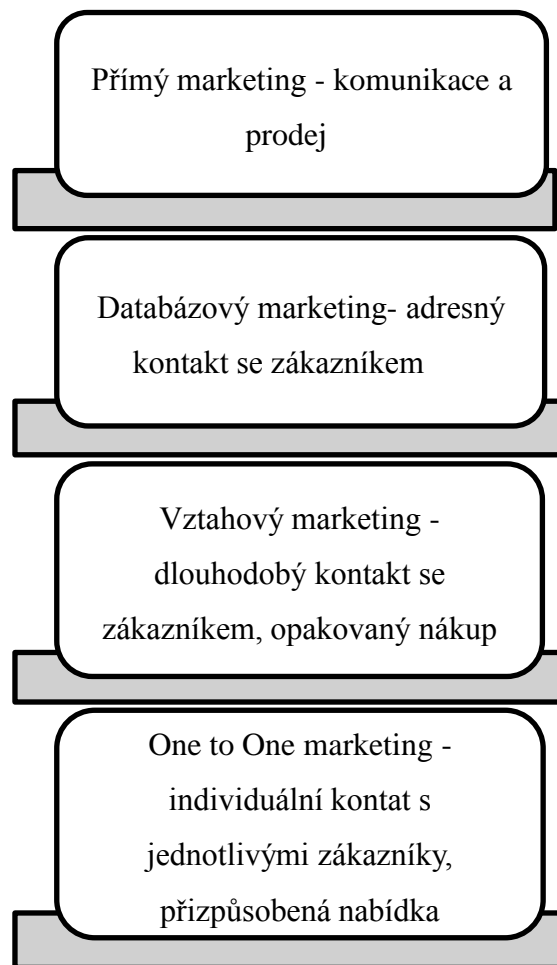 Přímý marketing - komunikace a
prodej
Databázový marketing- adresný
kontakt se zákazníkem
Vztahový marketing -
dlouhodobý kontakt se
zákazníkem, opakovaný nákup
One to One marketing -
individuální kontat s
jednotlivými zákazníky,
přizpůsobená nabídka